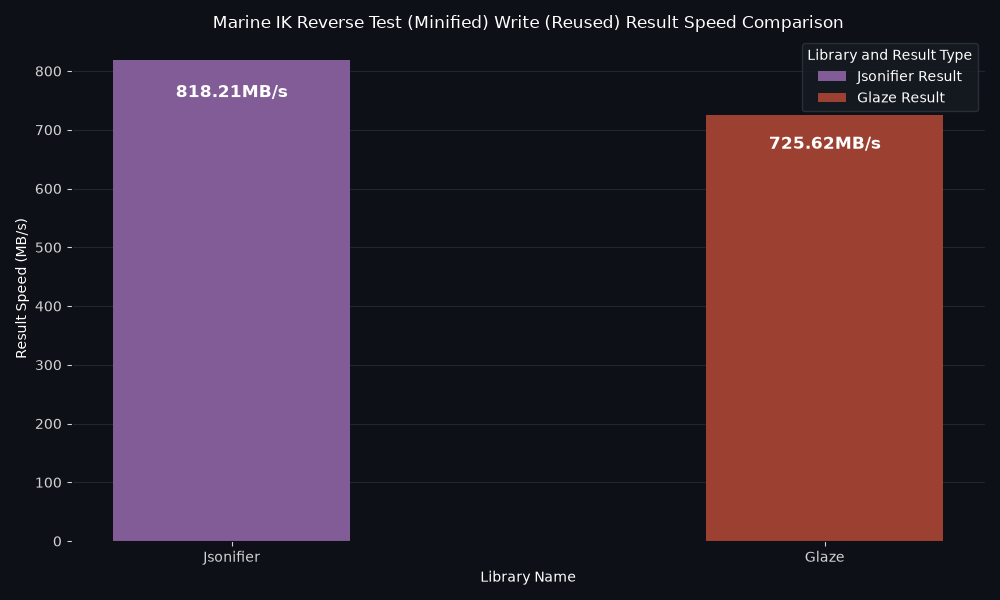 Marine IK Reverse Test (Minified) Write (Reused) Result Speed Comparison
Library and Result Type
Jsonifier Result
Glaze Result
818.21MB/s
725.62MB/s
Result Speed (MB/s)
800
700
600
500
400
300
200
100
0
Jsonifier
Glaze
Library Name